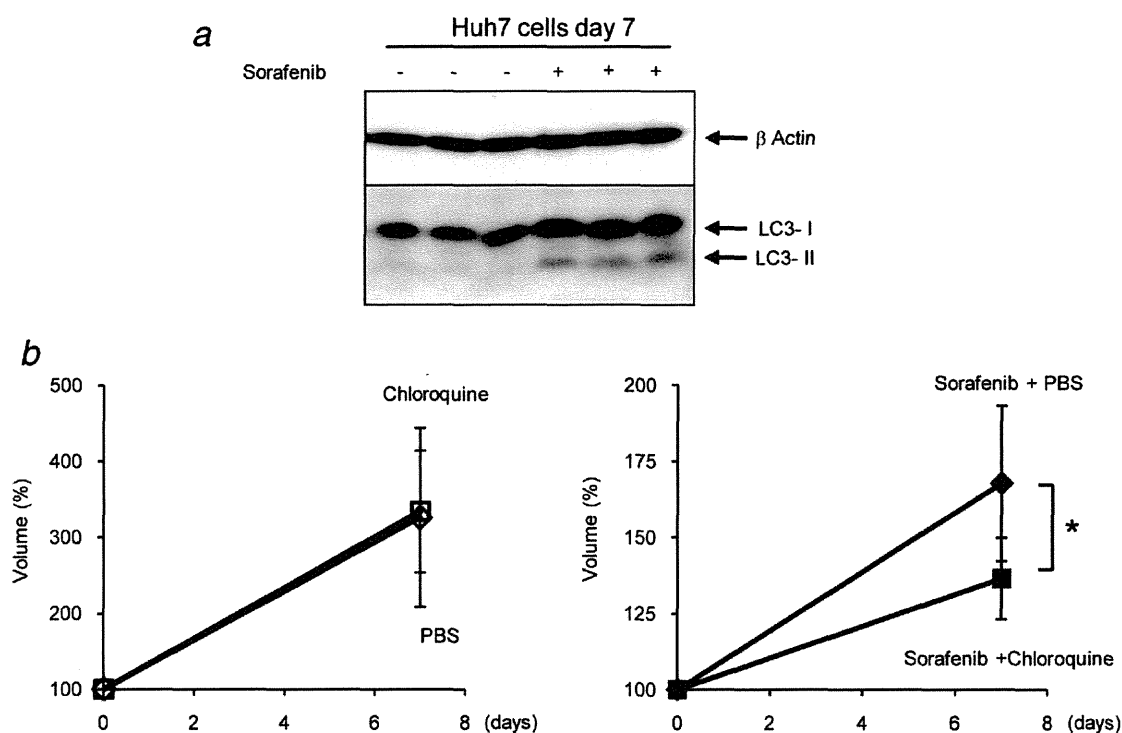 a
Huh7 cells day 7
Sorafenib - - - + + +
β Actin
LC3- I
LC3- II
b
500
400
300
200
100
Volume (%)
Chloroquine
PBS
0 2 4 6 8 (days)
200
175
150
125
100
Volume (%)
Sorafenib + PBS
*
Sorafenib +Chloroquine
0 2 4 6 8 (days)